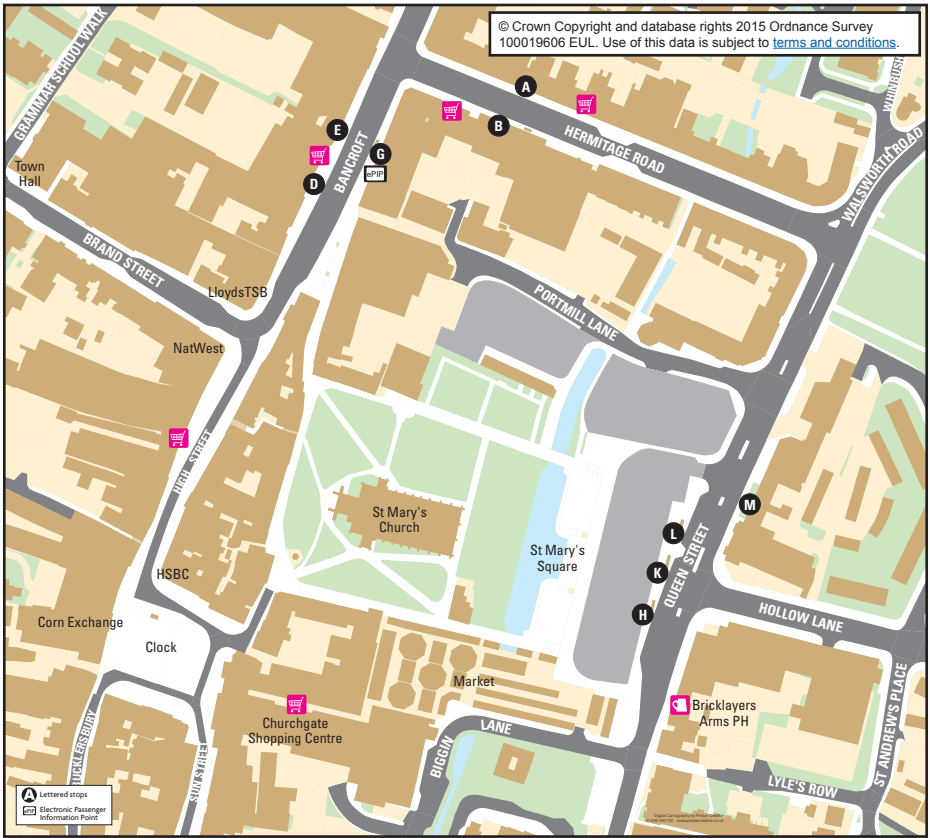 © Crown Copyright and database rights 2015 Ordnance Survey
100019606 EUL. Use of this data is subject to terms and conditions.
GRAMMAR SCHOOL WALK
WHINBUSH
A
E
B
HERMITAGE ROAD
WALSWORTH ROAD
BANCROFT
G
ePIP
D
Town
Hall
BRAND STREET
LloydsTSB
PORTMILL LANE
NatWest
HIGH STREET
St Mary's
Church
M
L
St Mary's
Square
K
QUEEN STREET
HSBC
H
HOLLOW LANE
Corn Exchange
Clock
Market
Churchgate
Shopping Centre
Bricklayers
Arms PH
BIGGIN LANE
BUCKLERSBURY
SUN STREET
ST ANDREW'S PLACE
LYLE'S ROW
A Lettered stops
ePIP Electronic Passenger
Information Point